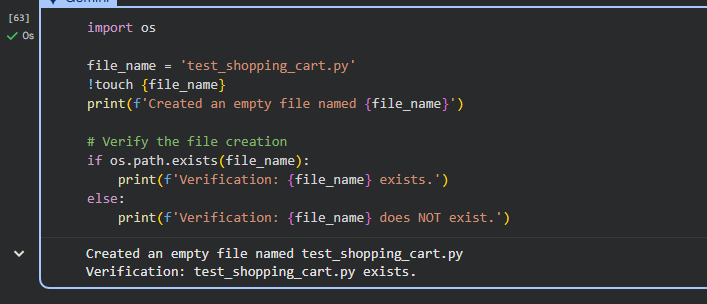 Gemini
[63]
0s
import os
file_name = 'test_shopping_cart.py'
!touch {file_name}
print(f'Created an empty file named {file_name}')
# Verify the file creation
if os.path.exists(file_name):
    print(f'Verification: {file_name} exists.')
else:
    print(f'Verification: {file_name} does NOT exist.')
Created an empty file named test_shopping_cart.py
Verification: test_shopping_cart.py exists.